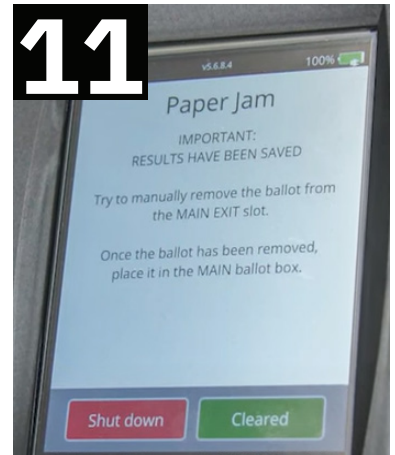 11
v5.6.8.4 100%
Paper Jam
IMPORTANT:
RESULTS HAVE BEEN SAVED
Try to manually remove the ballot from
the MAIN EXIT slot.
Once the ballot has been removed,
place it in the MAIN ballot box.
Shut down Cleared